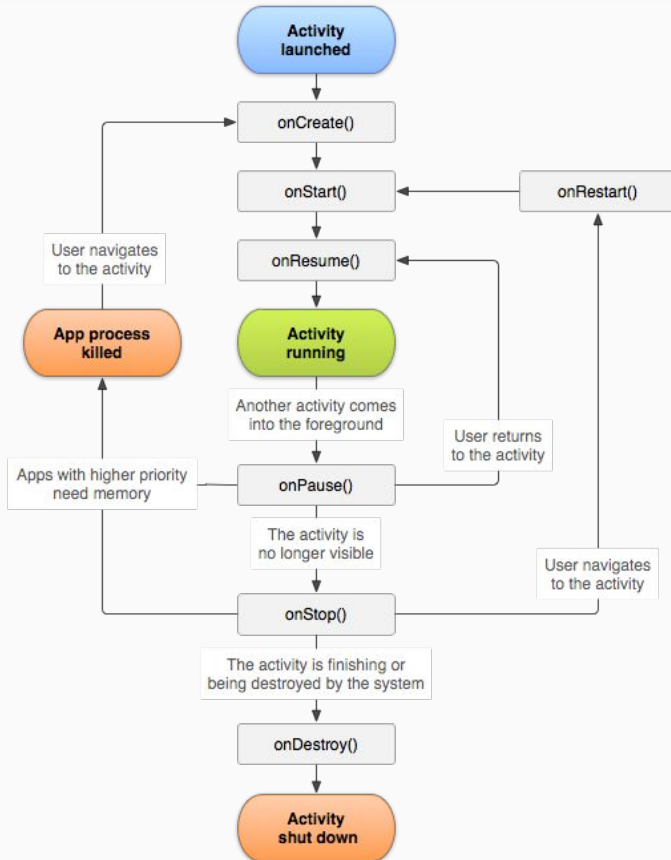 Activity
launched
onCreate()
onStart()
onRestart()
User navigates
to the activity
onResume()
App process
killed
Activity
running
Another activity comes
into the foreground
User returns
to the activity
Apps with higher priority
need memory
onPause()
The activity is
no longer visible
User navigates
to the activity
onStop()
The activity is finishing or
being destroyed by the system
onDestroy()
Activity
shut down